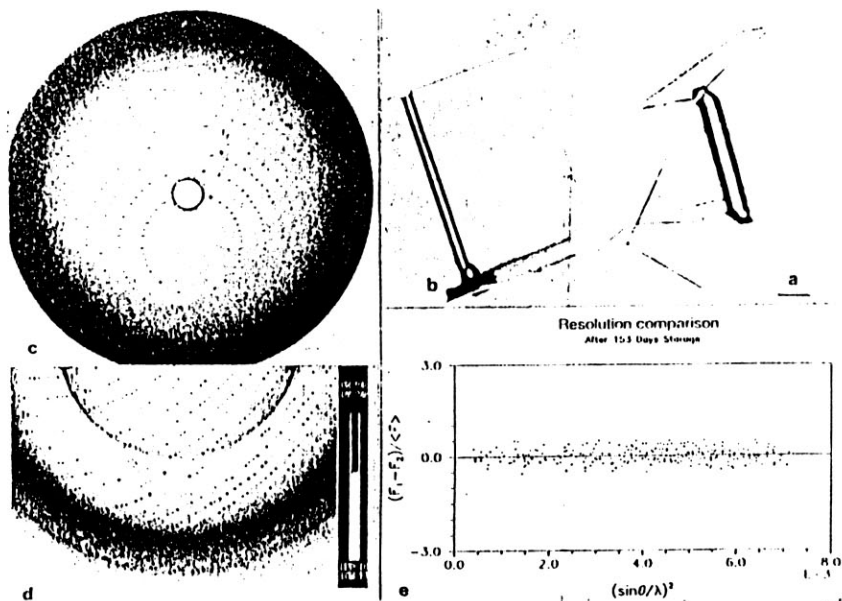 b
a
c
Resolution comparison
After 153 Days Storage
3.0
0.0
-3.0
(F₁-F₂)/<F>
0.0
2.0
4.0
6.0
8.0
(sinθ/λ)²
d
e